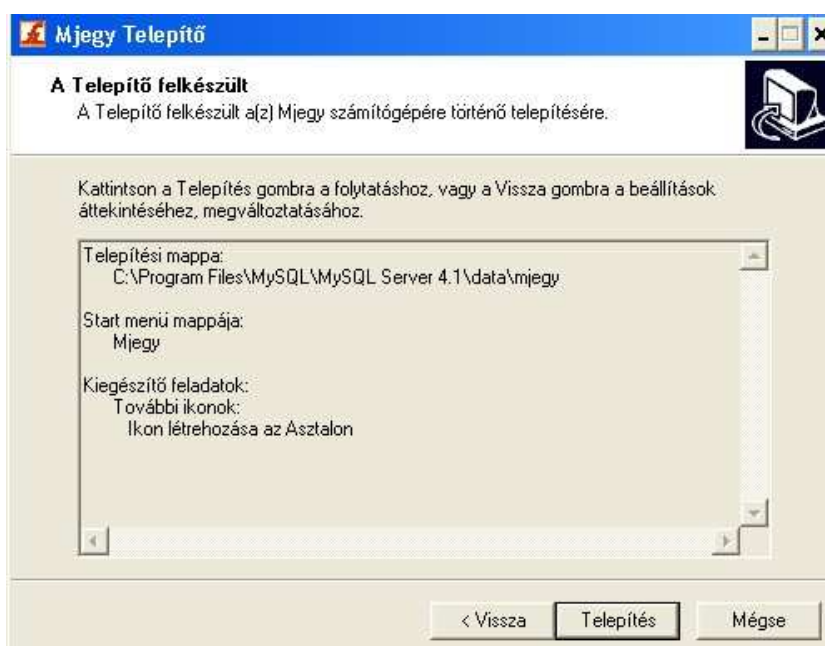 Mjegy Telepítő
A Telepítő felkészült
A Telepítő felkészült a(z) Mjegy számítógépére történő telepítésére.
Kattintson a Telepítés gombra a folytatáshoz, vagy a Vissza gombra a beállítások
áttekintéséhez, megváltoztatásához.
Telepítési mappa:
C:\Program Files\MySQL\MySQL Server 4.1\data\mjegy
Start menü mappája:
Mjegy
Kiegészítő feladatok:
További ikonok:
Ikon létrehozása az Asztalon
< Vissza
Telepítés
Mégse